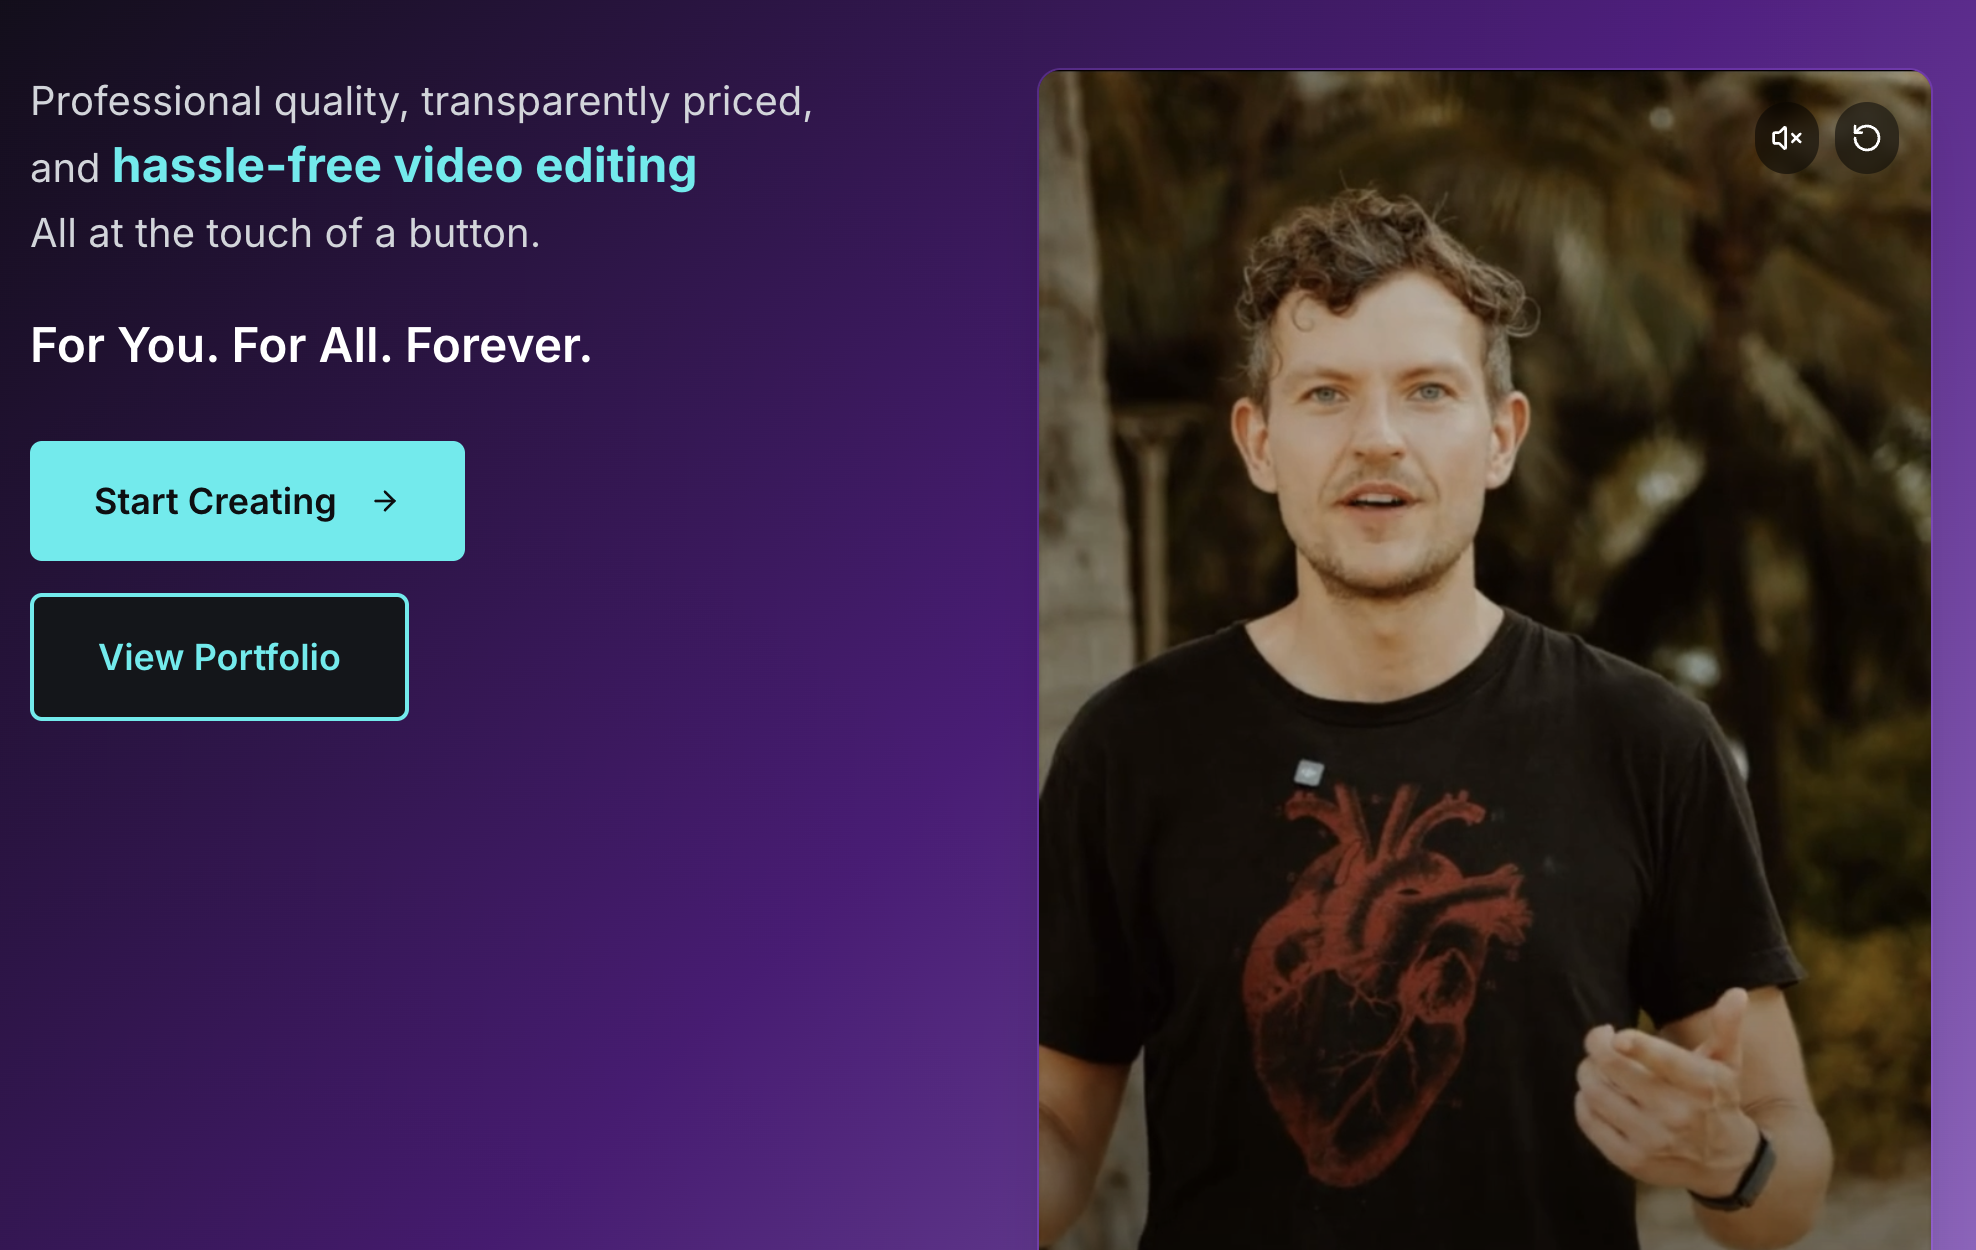 Professional quality, transparently priced,
and hassle-free video editing
All at the touch of a button.
For You. For All. Forever.
Start Creating →
View Portfolio